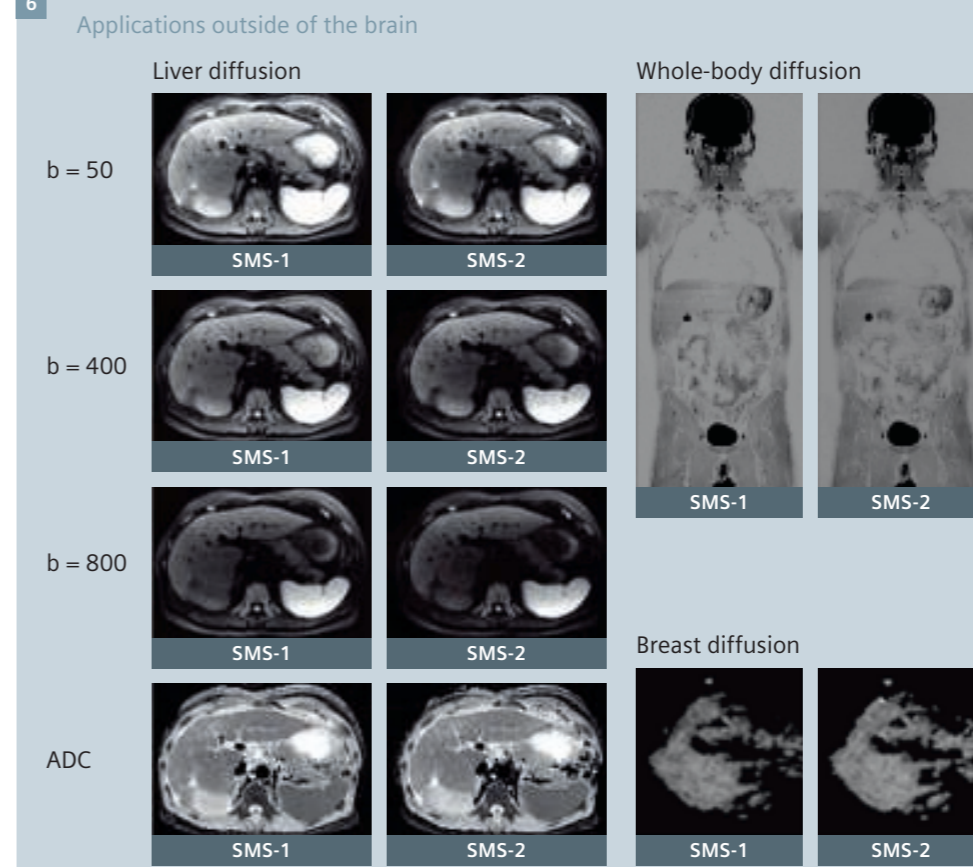 6
Applications outside of the brain
Liver diffusion
b = 50
SMS-1
SMS-2
b = 400
SMS-1
SMS-2
b = 800
SMS-1
SMS-2
ADC
SMS-1
SMS-2
Whole-body diffusion
SMS-1
SMS-2
Breast diffusion
SMS-1
SMS-2